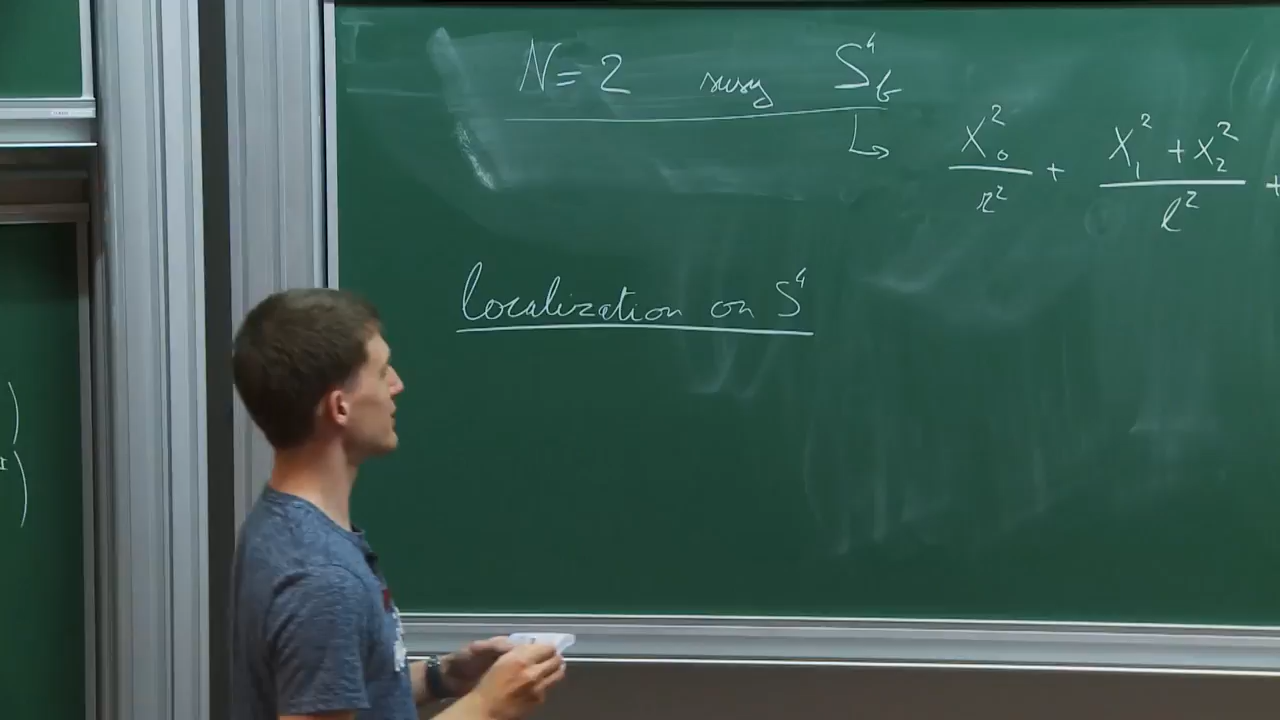 N=2 susy S⁴_b
↳ X₀²/r² + X₁²+X₂²/ℓ² +
localization on S⁴